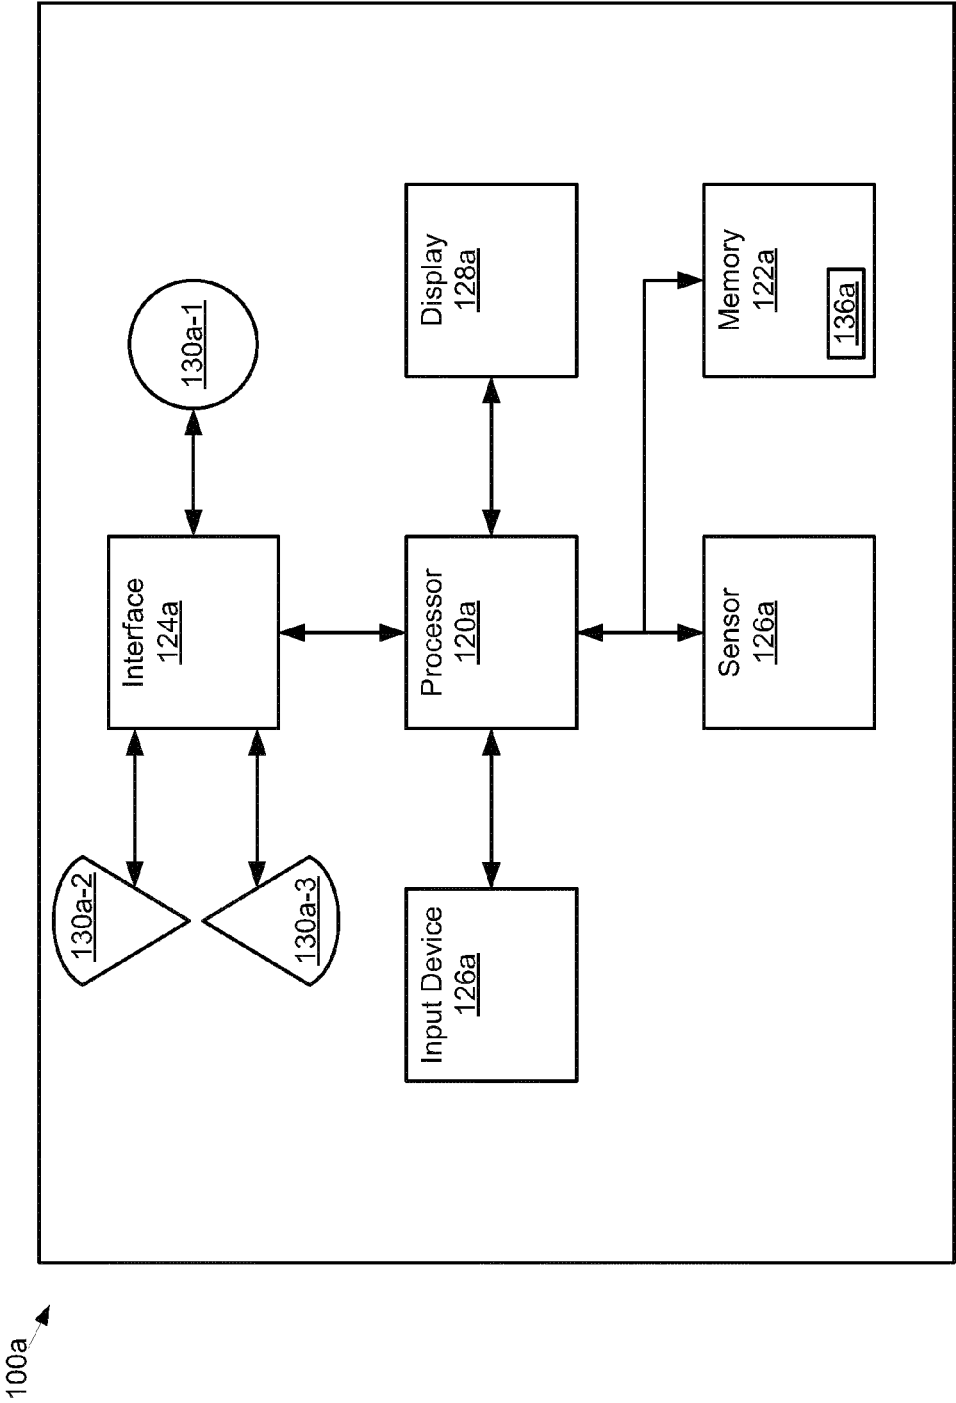 100a
130a-2
130a-3
Interface
124a
130a-1
Input Device
126a
Processor
120a
Display
128a
Sensor
126a
Memory
122a
136a